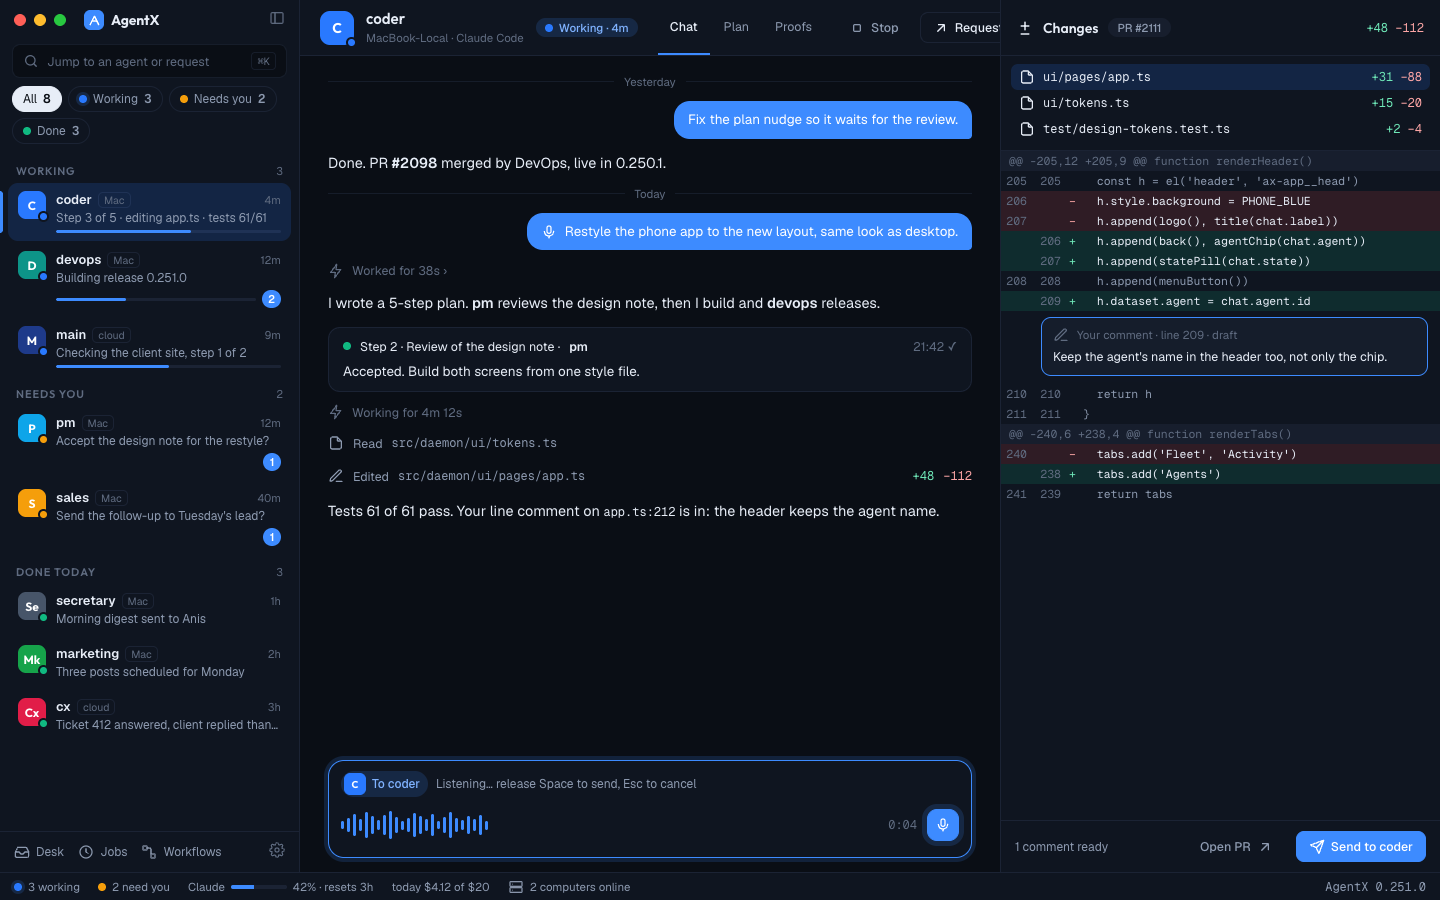 AgentX
Jump to an agent or request ⌘K
All 8 Working 3 Needs you 2
Done 3
WORKING 3
C coder Mac 4m
Step 3 of 5 · editing app.ts · tests 61/61
D devops Mac 12m
Building release 0.251.0
2
M main cloud 9m
Checking the client site, step 1 of 2
NEEDS YOU 2
P pm Mac 12m
Accept the design note for the restyle?
1
S sales Mac 40m
Send the follow-up to Tuesday's lead?
1
DONE TODAY 3
Se secretary Mac 1h
Morning digest sent to Anis
Mk marketing Mac 2h
Three posts scheduled for Monday
Cx cx cloud 3h
Ticket 412 answered, client replied than…
Desk Jobs Workflows
C coder
MacBook-Local · Claude Code
Working · 4m
Chat Plan Proofs Stop Reques
Yesterday
Fix the plan nudge so it waits for the review.
Done. PR #2098 merged by DevOps, live in 0.250.1.
Today
Restyle the phone app to the new layout, same look as desktop.
Worked for 38s ›
I wrote a 5-step plan. pm reviews the design note, then I build and devops releases.
Step 2 · Review of the design note · pm 21:42 ✓
Accepted. Build both screens from one style file.
Working for 4m 12s
Read src/daemon/ui/tokens.ts
Edited src/daemon/ui/pages/app.ts +48 −112
Tests 61 of 61 pass. Your line comment on app.ts:212 is in: the header keeps the agent name.
C To coder Listening… release Space to send, Esc to cancel
0:04
Changes PR #2111 +48 −112
ui/pages/app.ts +31 −88
ui/tokens.ts +15 −20
test/design-tokens.test.ts +2 −4
@@ -205,12 +205,9 @@ function renderHeader()
205 205 const h = el('header', 'ax-app__head')
206 − h.style.background = PHONE_BLUE
207 − h.append(logo(), title(chat.label))
206 + h.append(back(), agentChip(chat.agent))
207 + h.append(statePill(chat.state))
208 208 h.append(menuButton())
209 + h.dataset.agent = chat.agent.id
Your comment · line 209 · draft
Keep the agent's name in the header too, not only the chip.
210 210 return h
211 211 }
@@ -240,6 +238,4 @@ function renderTabs()
240 − tabs.add('Fleet', 'Activity')
238 + tabs.add('Agents')
241 239 return tabs
1 comment ready Open PR Send to coder
3 working 2 need you Claude 42% · resets 3h today $4.12 of $20 2 computers online AgentX 0.251.0